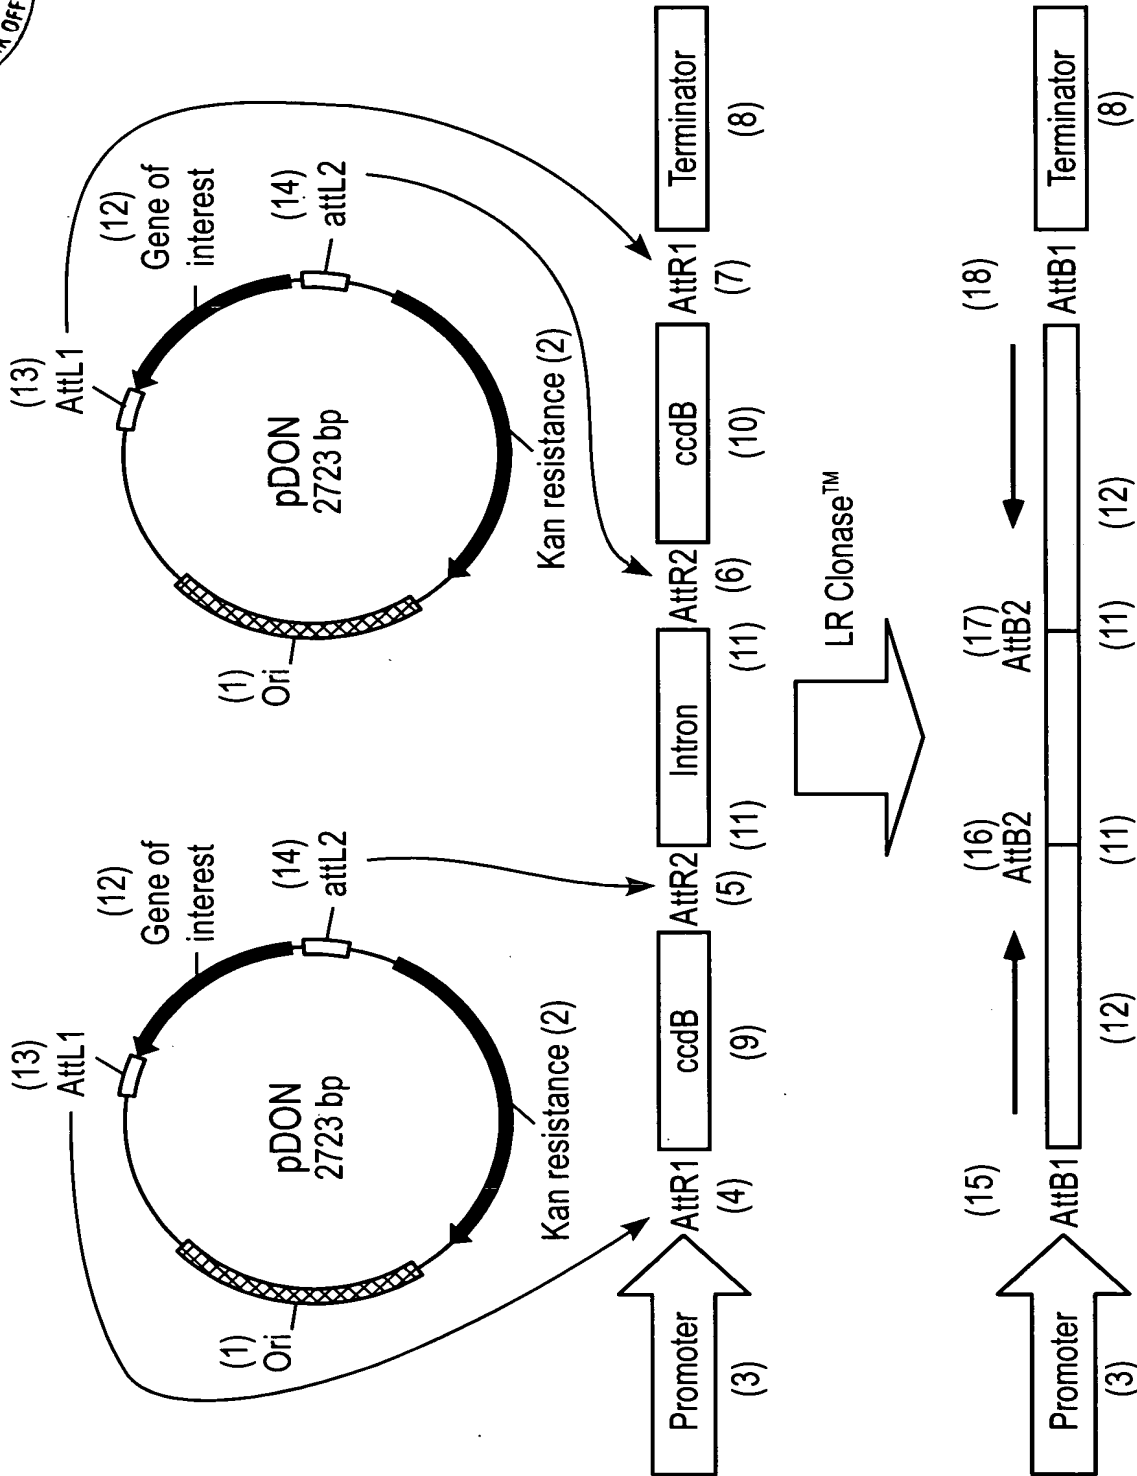 (13)
AttL1
(12)
Gene of
interest
(14)
attL2
pDON
2723 bp
(1)
Ori
Kan resistance (2)
(13)
AttL1
(12)
Gene of
interest
(14)
attL2
pDON
2723 bp
(1)
Ori
Kan resistance (2)
Promoter
AttR1
ccdB
AttR2
Intron
AttR2
ccdB
AttR1
Terminator
(3)
(4)
(9)
(5)
(11)
(11)
(6)
(10)
(7)
(8)
LR Clonase™
(15)
(16)
AttB2
(17)
AttB2
(18)
Promoter
AttB1
AttB1
Terminator
(3)
(12)
(11)
(11)
(12)
(8)
OFF